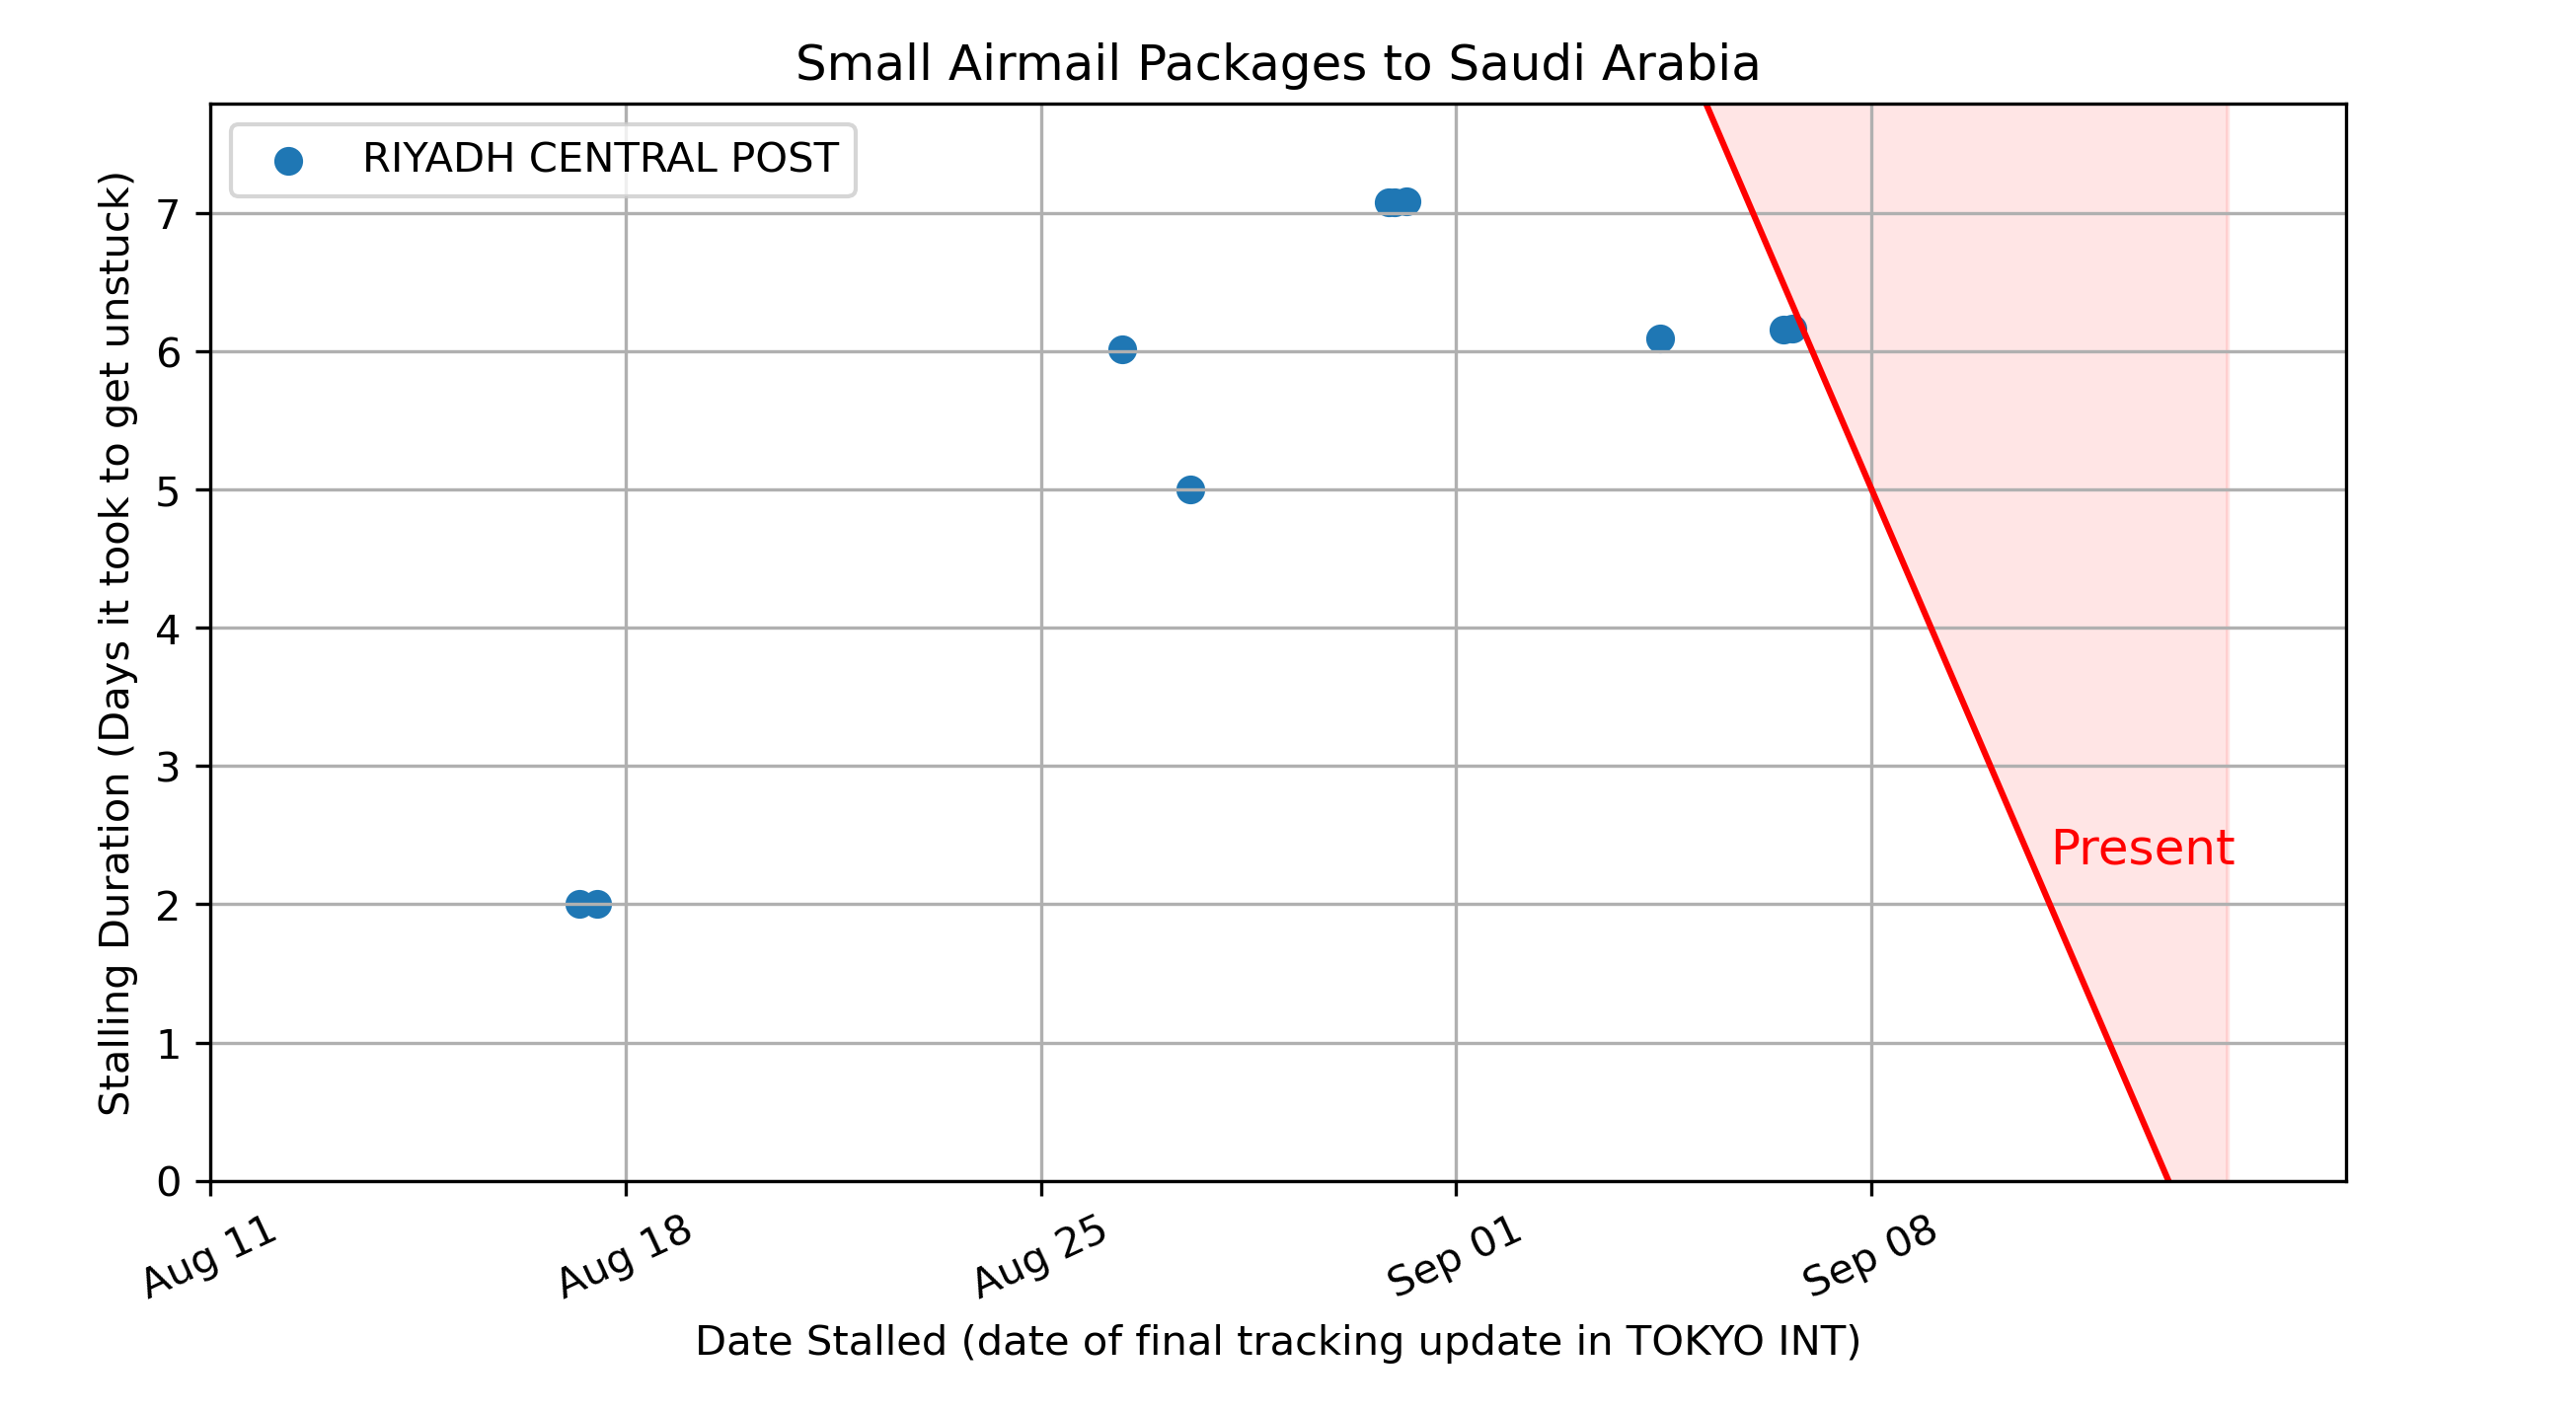 Small Airmail Packages to Saudi Arabia
RIYADH CENTRAL POST
Stalling Duration (Days it took to get unstuck)
7
6
5
4
3
2
1
0
Present
Aug 11
Aug 18
Aug 25
Sep 01
Sep 08
Date Stalled (date of final tracking update in TOKYO INT)